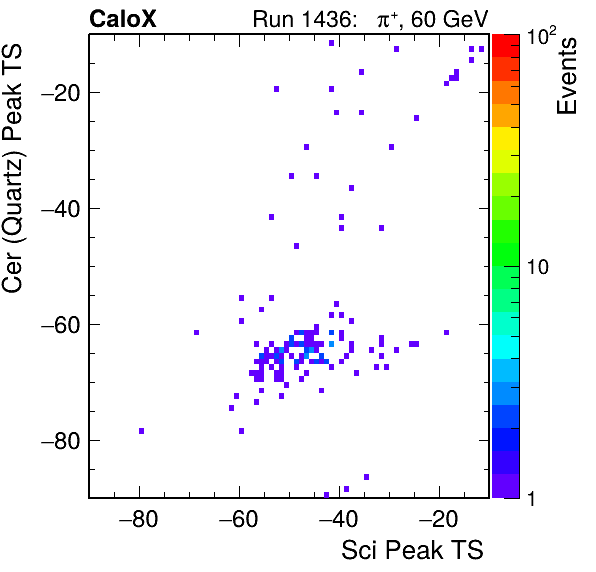 CaloX Run 1436: π⁺, 60 GeV
Cer (Quartz) Peak TS
−20
−40
−60
−80
−80 −60 −40 −20
Sci Peak TS
10²
10
1
Events